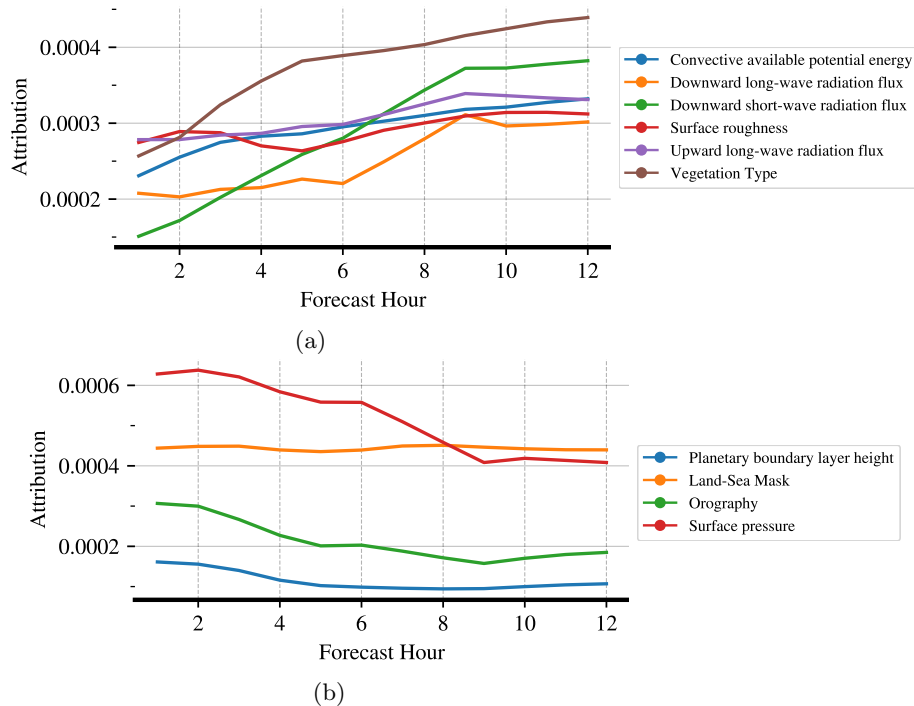 0.0004
0.0003
0.0002
Attribution
2 4 6 8 10 12
Forecast Hour
Convective available potential energy
Downward long-wave radiation flux
Downward short-wave radiation flux
Surface roughness
Upward long-wave radiation flux
Vegetation Type
(a)
0.0006
0.0004
0.0002
Attribution
2 4 6 8 10 12
Forecast Hour
Planetary boundary layer height
Land-Sea Mask
Orography
Surface pressure
(b)